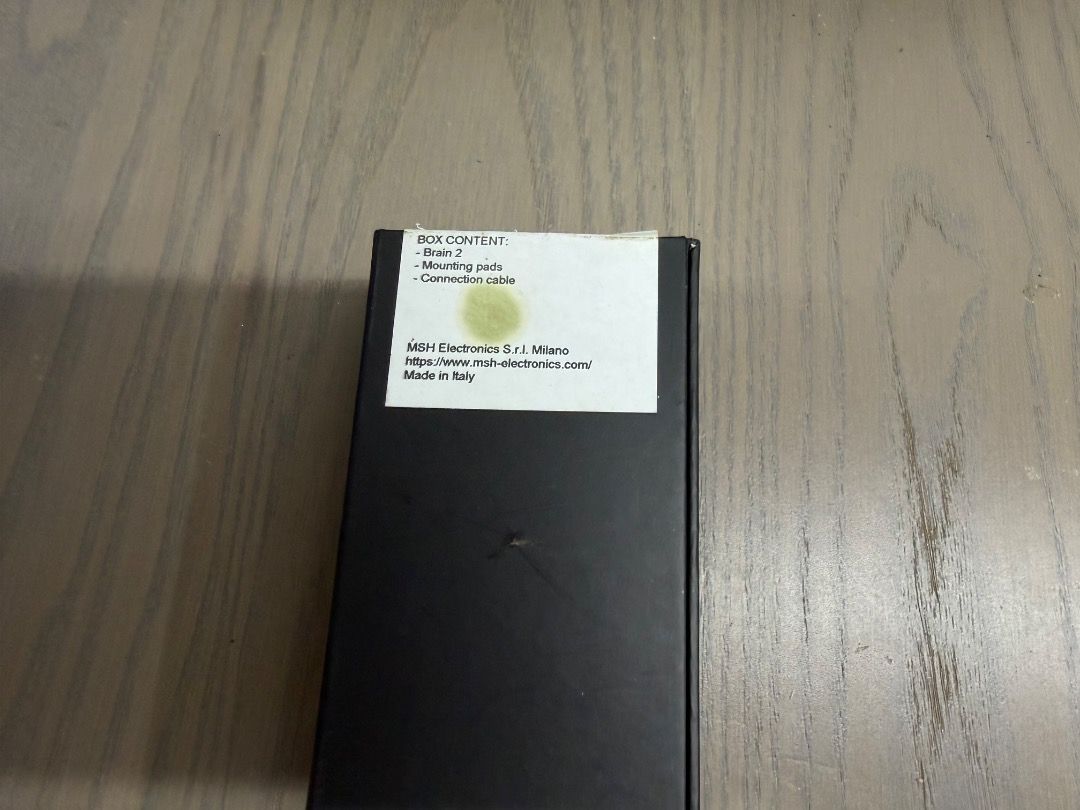 BOX CONTENT:
- Brain 2
- Mounting pads
- Connection cable
MSH Electronics S.r.l. Milano
https://www.msh-electronics.com/
Made in Italy